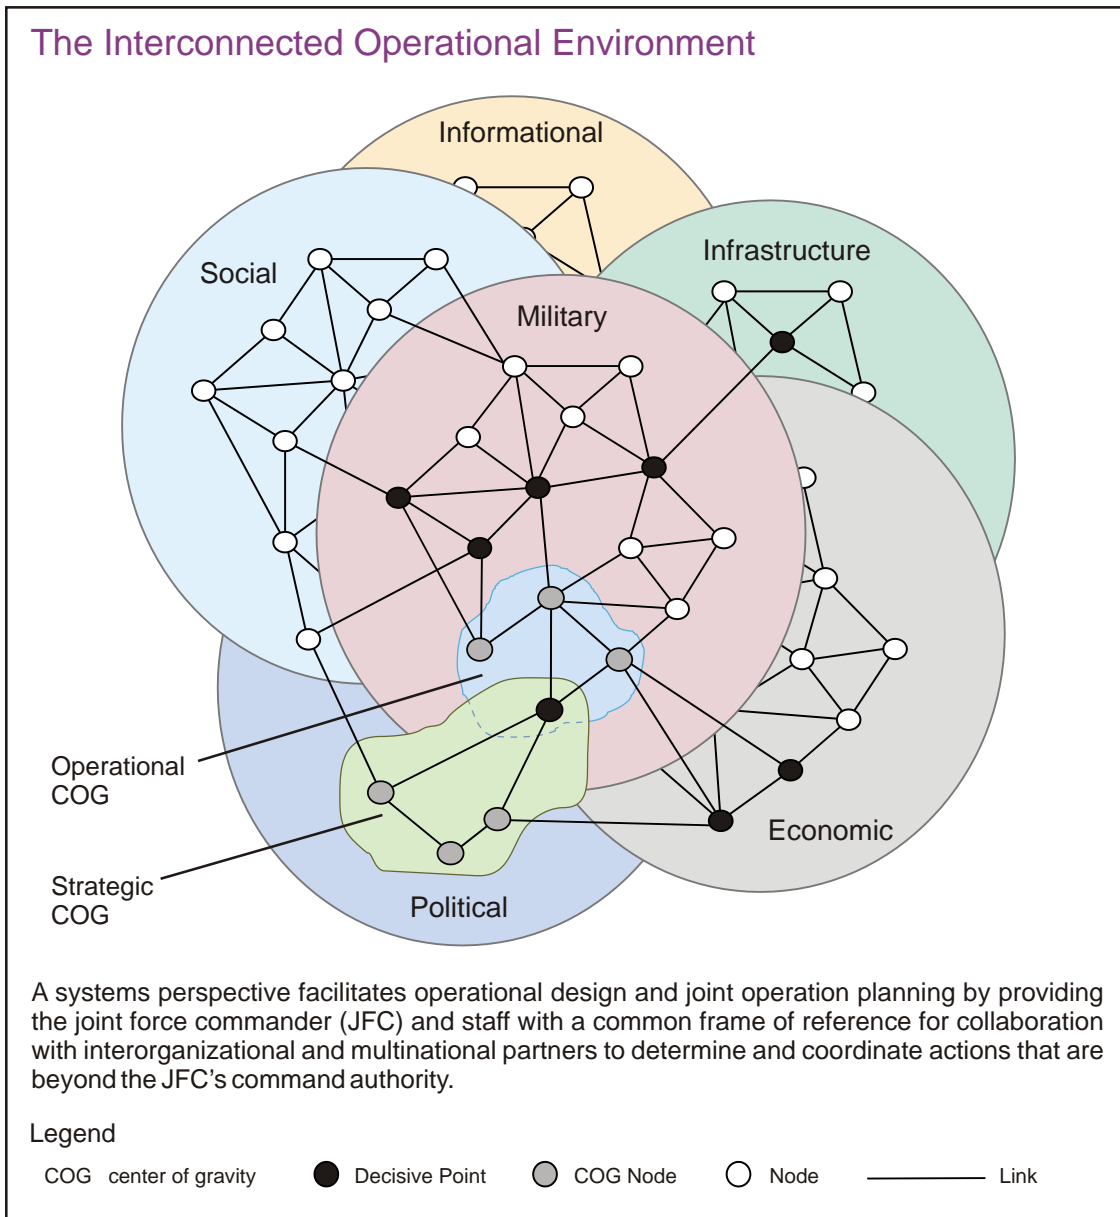 The Interconnected Operational Environment
Informational
Infrastructure
Social
Military
Operational
COG
Economic
Strategic
COG
Political
A systems perspective facilitates operational design and joint operation planning by providing
the joint force commander (JFC) and staff with a common frame of reference for collaboration
with interorganizational and multinational partners to determine and coordinate actions that are
beyond the JFC's command authority.
Legend
COG center of gravity Decisive Point COG Node Node Link